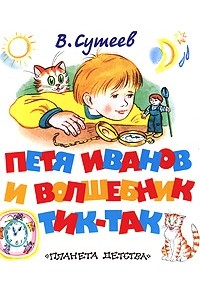 В. Сутеев
ПЕТЯ ИВАНОВ
И ВОЛШЕБНИК
ТИК-ТАК
«ПЛАНЕТА ДЕТСТВА»